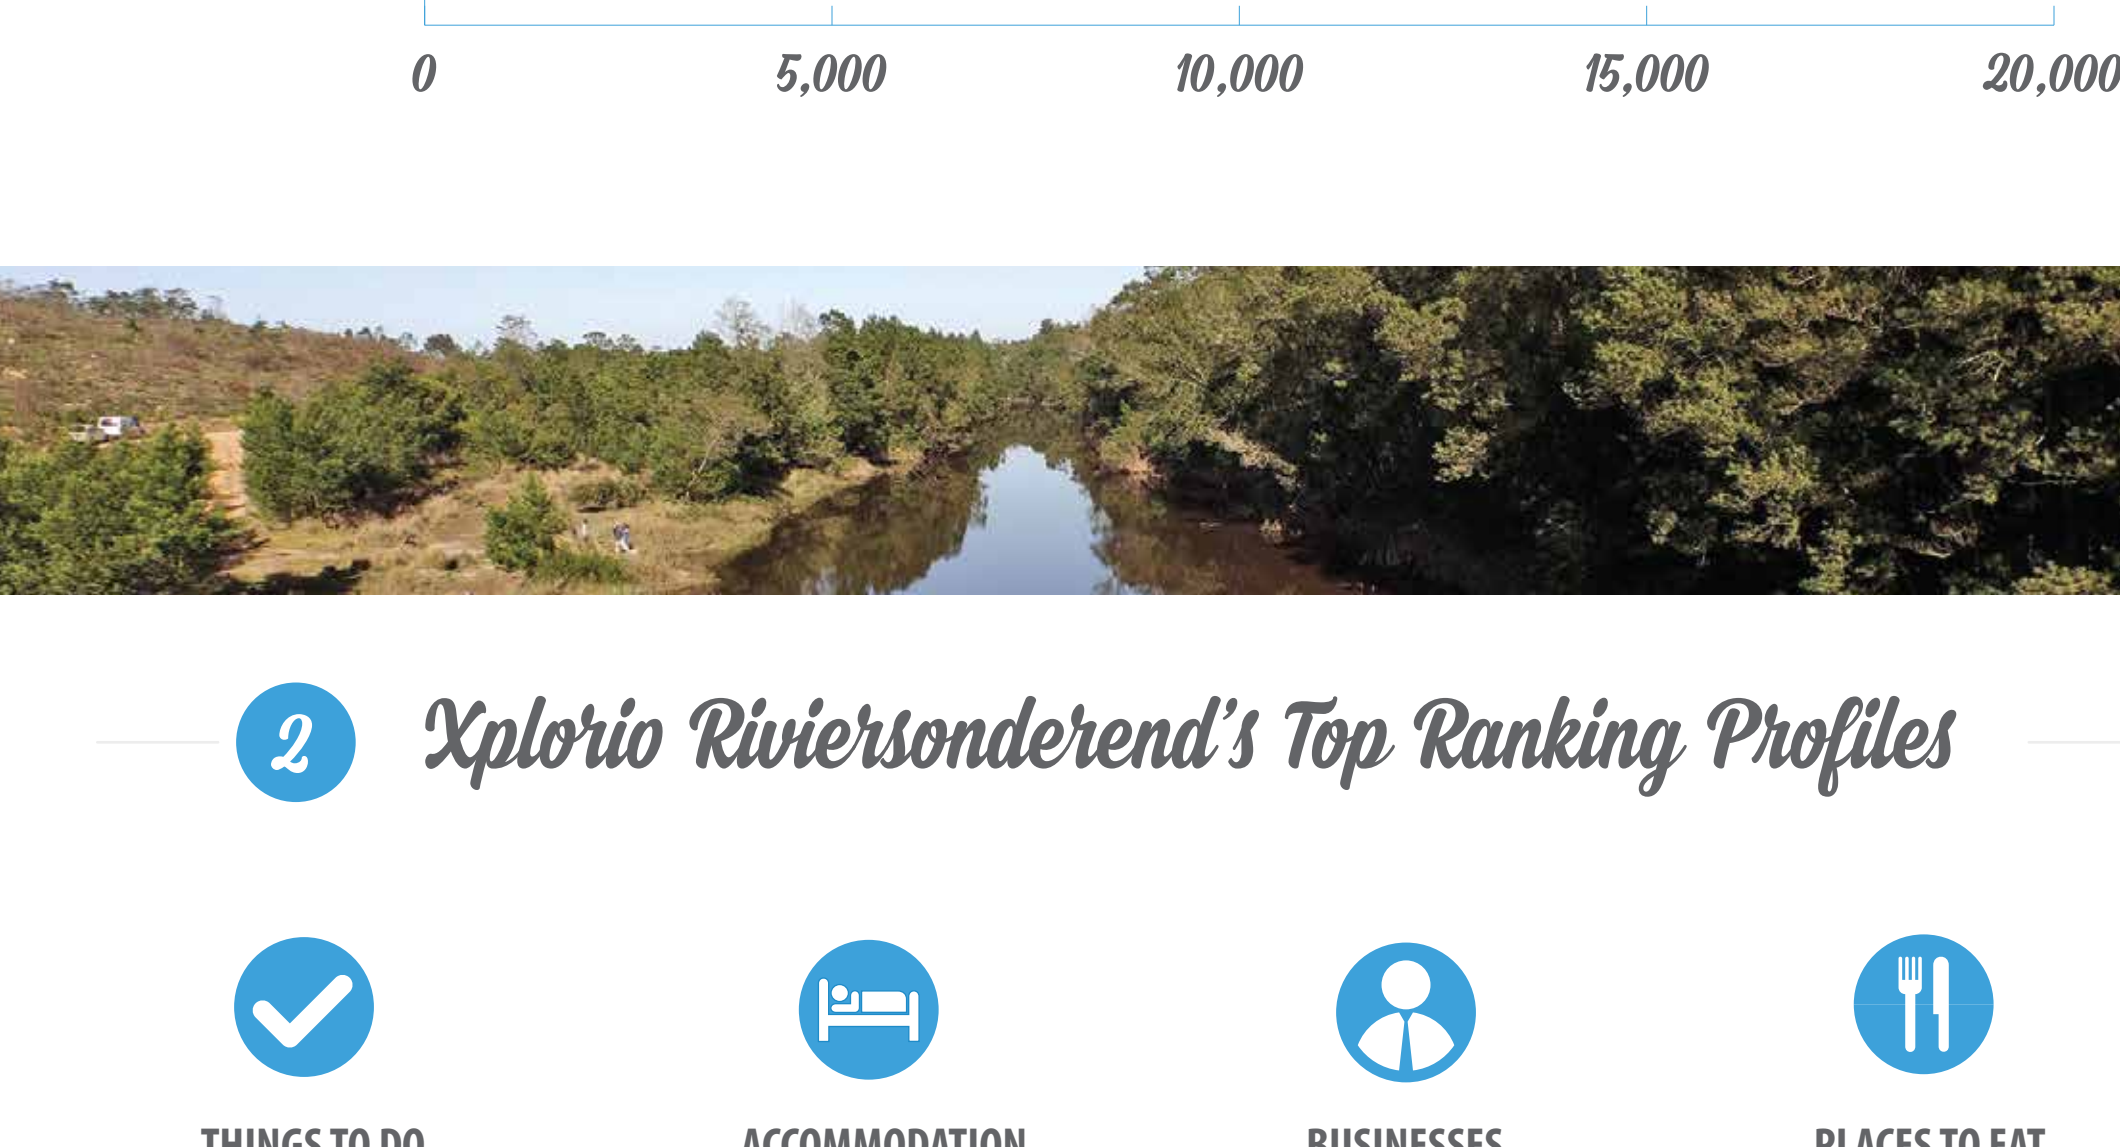 0 5,000 10,000 15,000 20,000
2 Xplorio Riviersonderend's Top Ranking Profiles
THINGS TO DO ACCOMMODATION BUSINESSES PLACES TO EAT